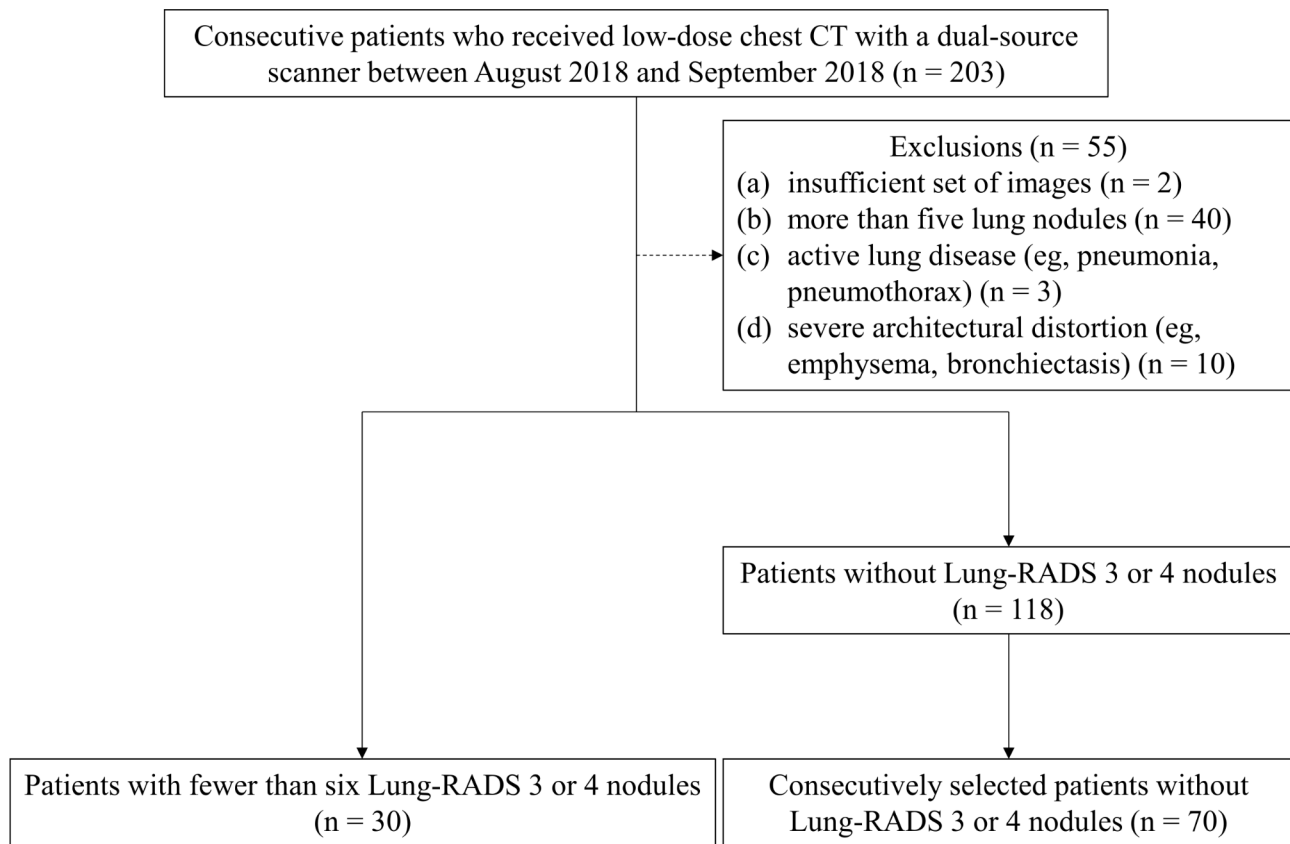 Consecutive patients who received low-dose chest CT with a dual-source
scanner between August 2018 and September 2018 (n = 203)
Exclusions (n = 55)
(a) insufficient set of images (n = 2)
(b) more than five lung nodules (n = 40)
(c) active lung disease (eg, pneumonia,
pneumothorax) (n = 3)
(d) severe architectural distortion (eg,
emphysema, bronchiectasis) (n = 10)
Patients without Lung-RADS 3 or 4 nodules
(n = 118)
Patients with fewer than six Lung-RADS 3 or 4 nodules
(n = 30)
Consecutively selected patients without
Lung-RADS 3 or 4 nodules (n = 70)